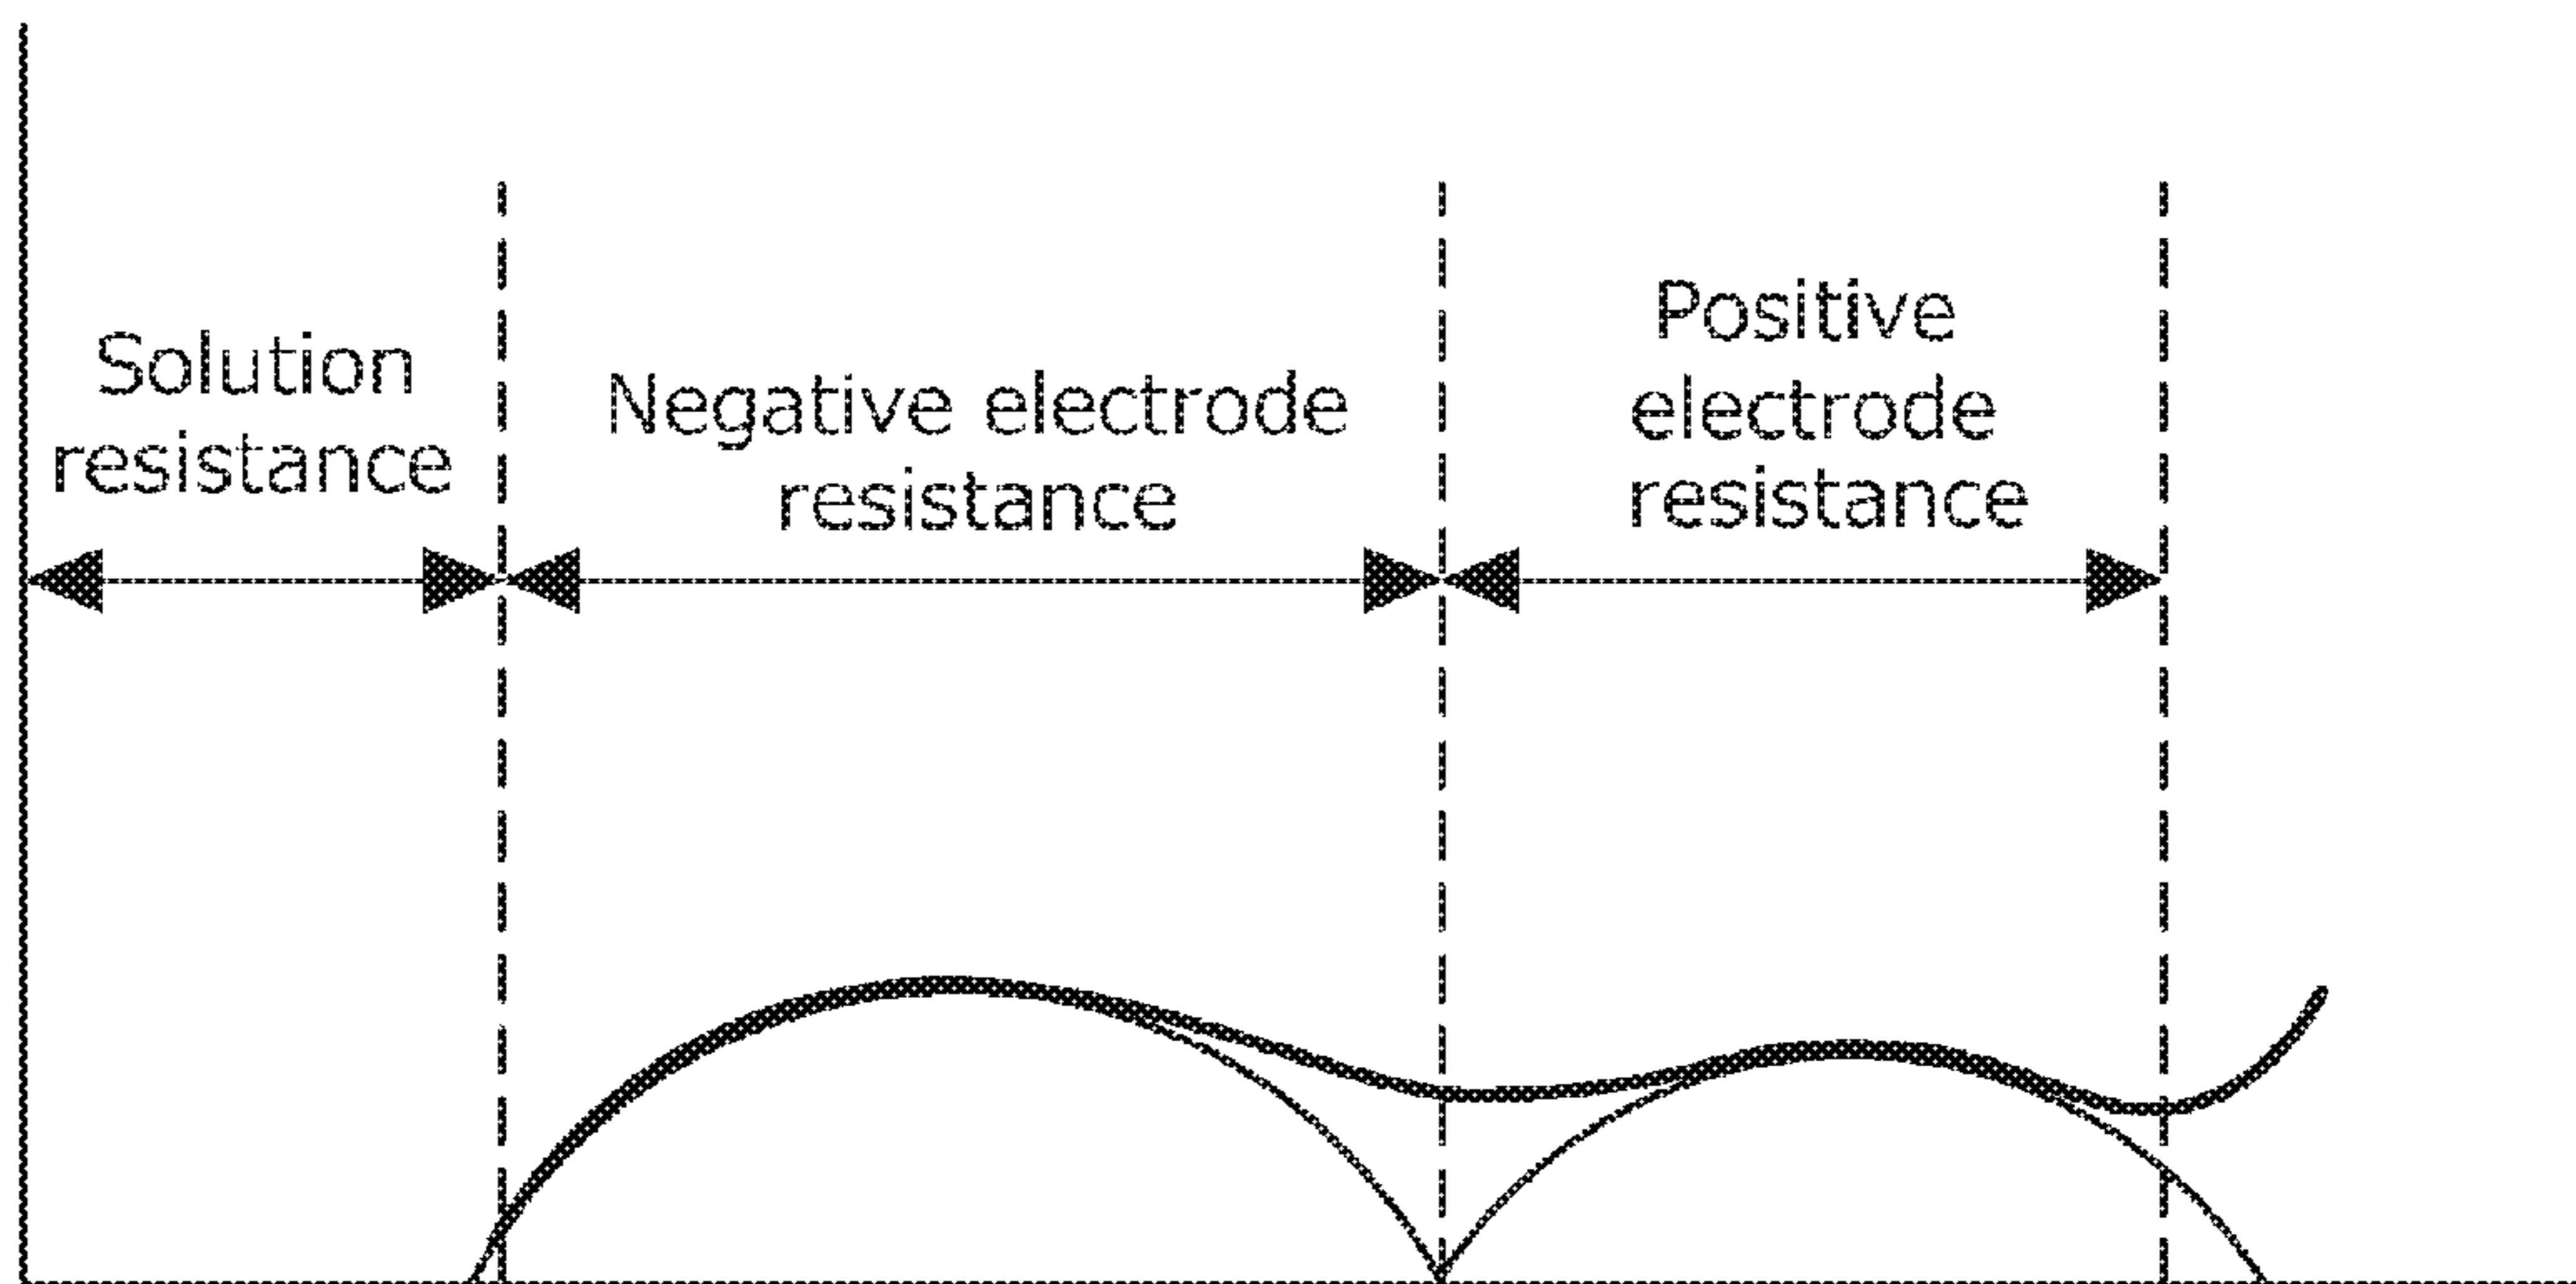 Solution
resistance
Negative electrode
resistance
Positive
electrode
resistance